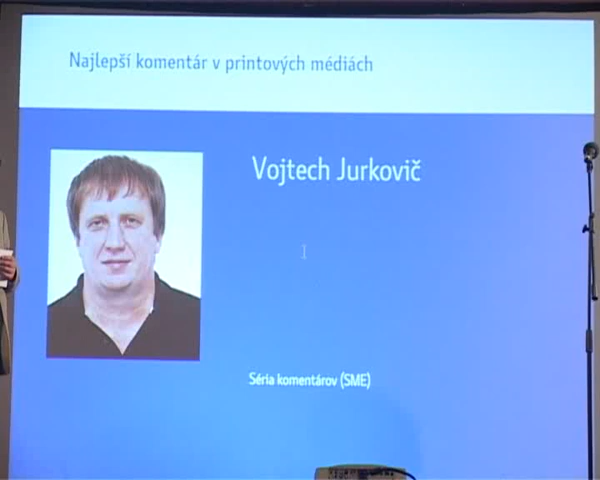 Najlepší komentár v printových médiách
Vojtech Jurkovič
Séria komentárov (SME)